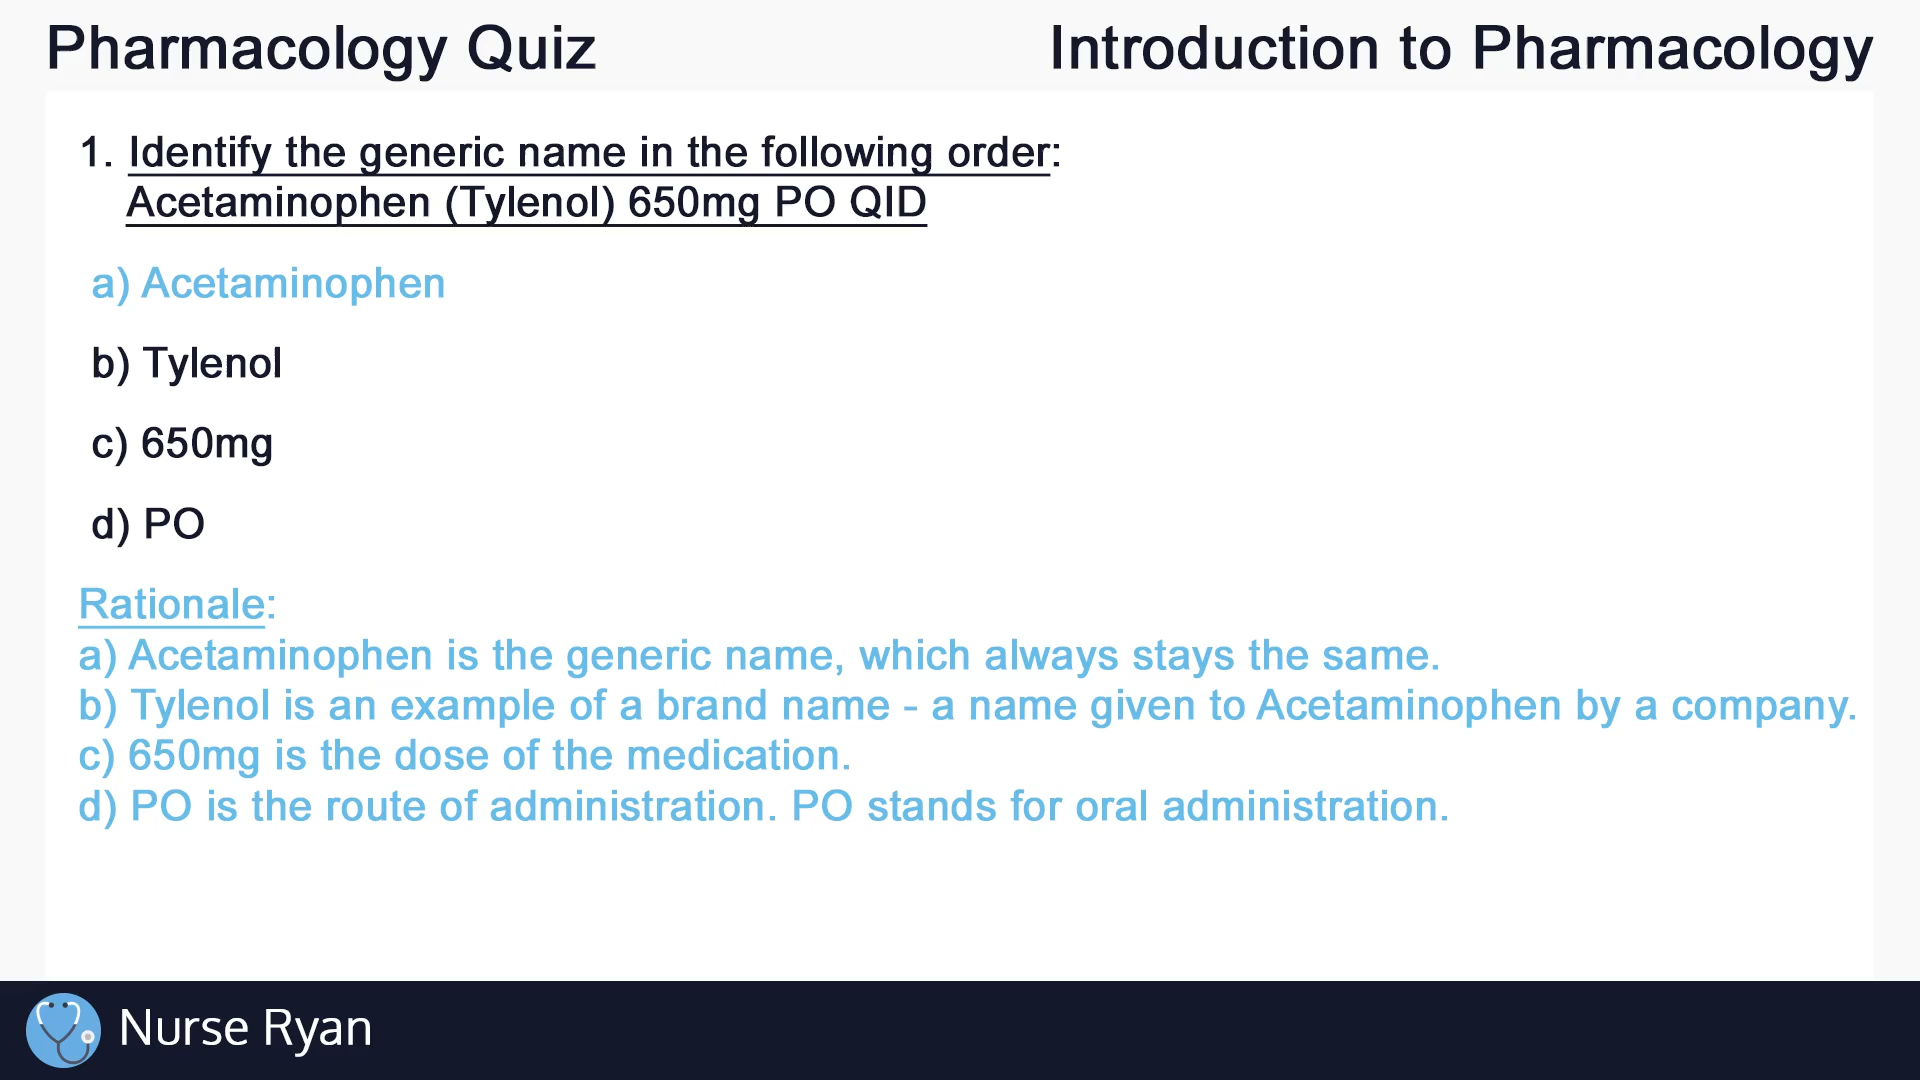 Pharmacology Quiz
Introduction to Pharmacology
1. Identify the generic name in the following order:
Acetaminophen (Tylenol) 650mg PO QID
a) Acetaminophen
b) Tylenol
c) 650mg
d) PO
Rationale:
a) Acetaminophen is the generic name, which always stays the same.
b) Tylenol is an example of a brand name - a name given to Acetaminophen by a company.
c) 650mg is the dose of the medication.
d) PO is the route of administration. PO stands for oral administration.
Nurse Ryan